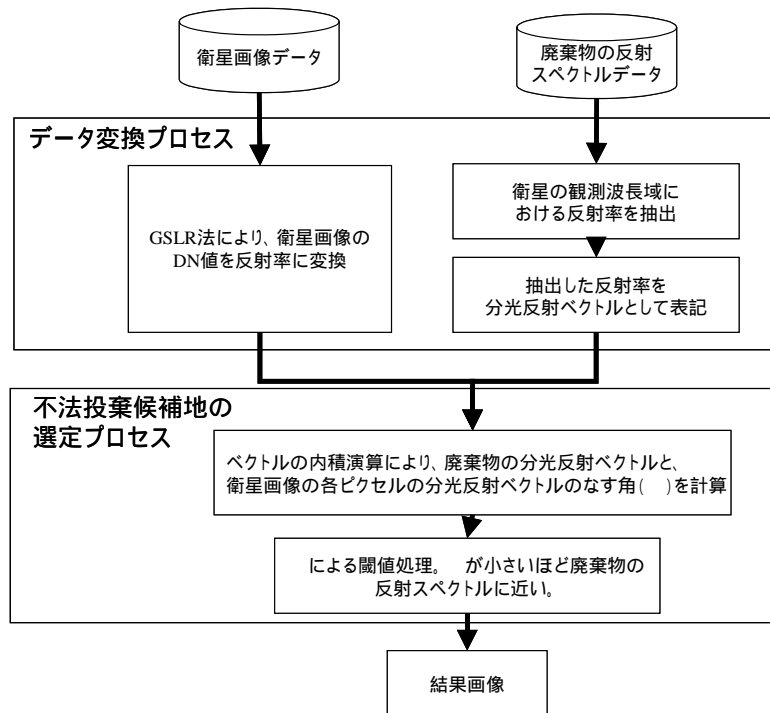 衛星画像データ
廃棄物の反射
スペクトルデータ
データ変換プロセス
GSLR法により、衛星画像の
DN値を反射率に変換
衛星の観測波長域に
おける反射率を抽出
抽出した反射率を
分光反射ベクトルとして表記
不法投棄候補地の
選定プロセス
ベクトルの内積演算により、廃棄物の分光反射ベクトルと、
衛星画像の各ピクセルの分光反射ベクトルのなす角(　)を計算
による閾値処理。　が小さいほど廃棄物の
反射スペクトルに近い。
結果画像